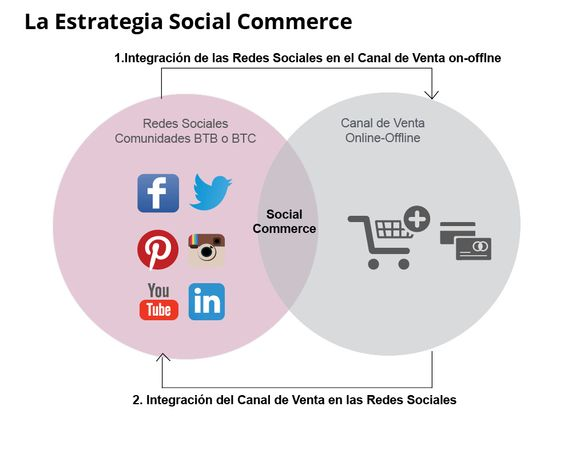 La Estrategia Social Commerce
1.Integración de las Redes Sociales en el Canal de Venta on-offlne
Redes Sociales
Comunidades BTB o BTC
Canal de Venta
Online-Offline
f
Social
Commerce
You
Tube
in
2. Integración del Canal de Venta en las Redes Sociales